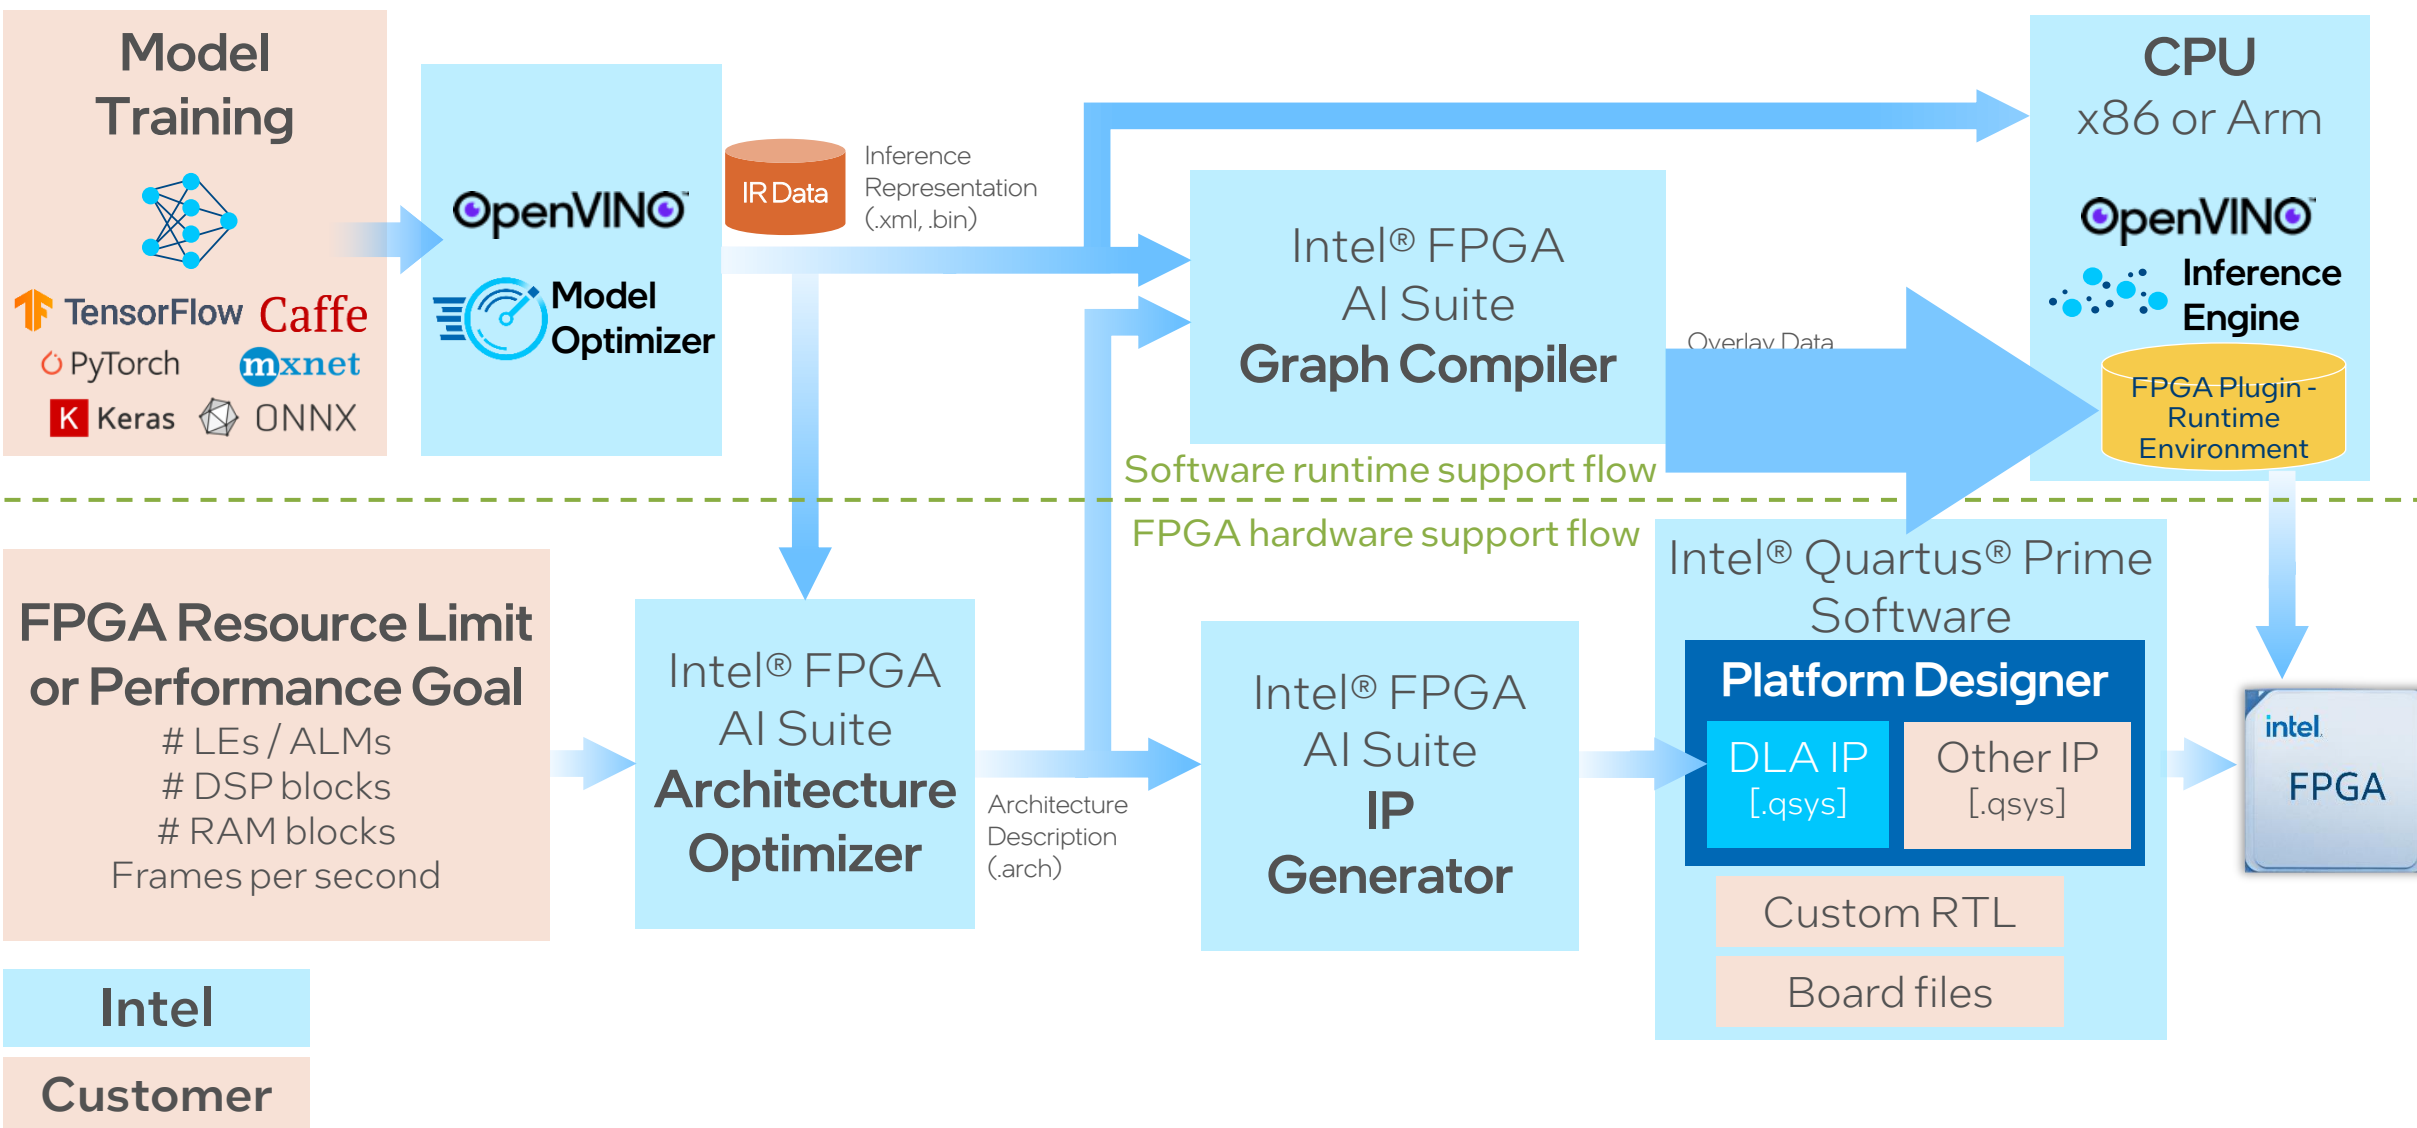 Model
Training
TensorFlow
Caffe
PyTorch
mxnet
Keras
ONNX
OpenVINO™
Model
Optimizer
IR Data
Inference
Representation
(.xml, .bin)
Intel® FPGA
AI Suite
Graph Compiler
Overlay Data
CPU
x86 or Arm
OpenVINO™
Inference
Engine
FPGA Plugin -
Runtime
Environment
Software runtime support flow
FPGA hardware support flow
FPGA Resource Limit
or Performance Goal
# LEs / ALMs
# DSP blocks
# RAM blocks
Frames per second
Intel® FPGA
AI Suite
Architecture
Optimizer
Architecture
Description
(.arch)
Intel® FPGA
AI Suite
IP
Generator
Intel® Quartus® Prime
Software
Platform Designer
DLA IP
[.qsys]
Other IP
[.qsys]
Custom RTL
Board files
intel.
FPGA
Intel
Customer